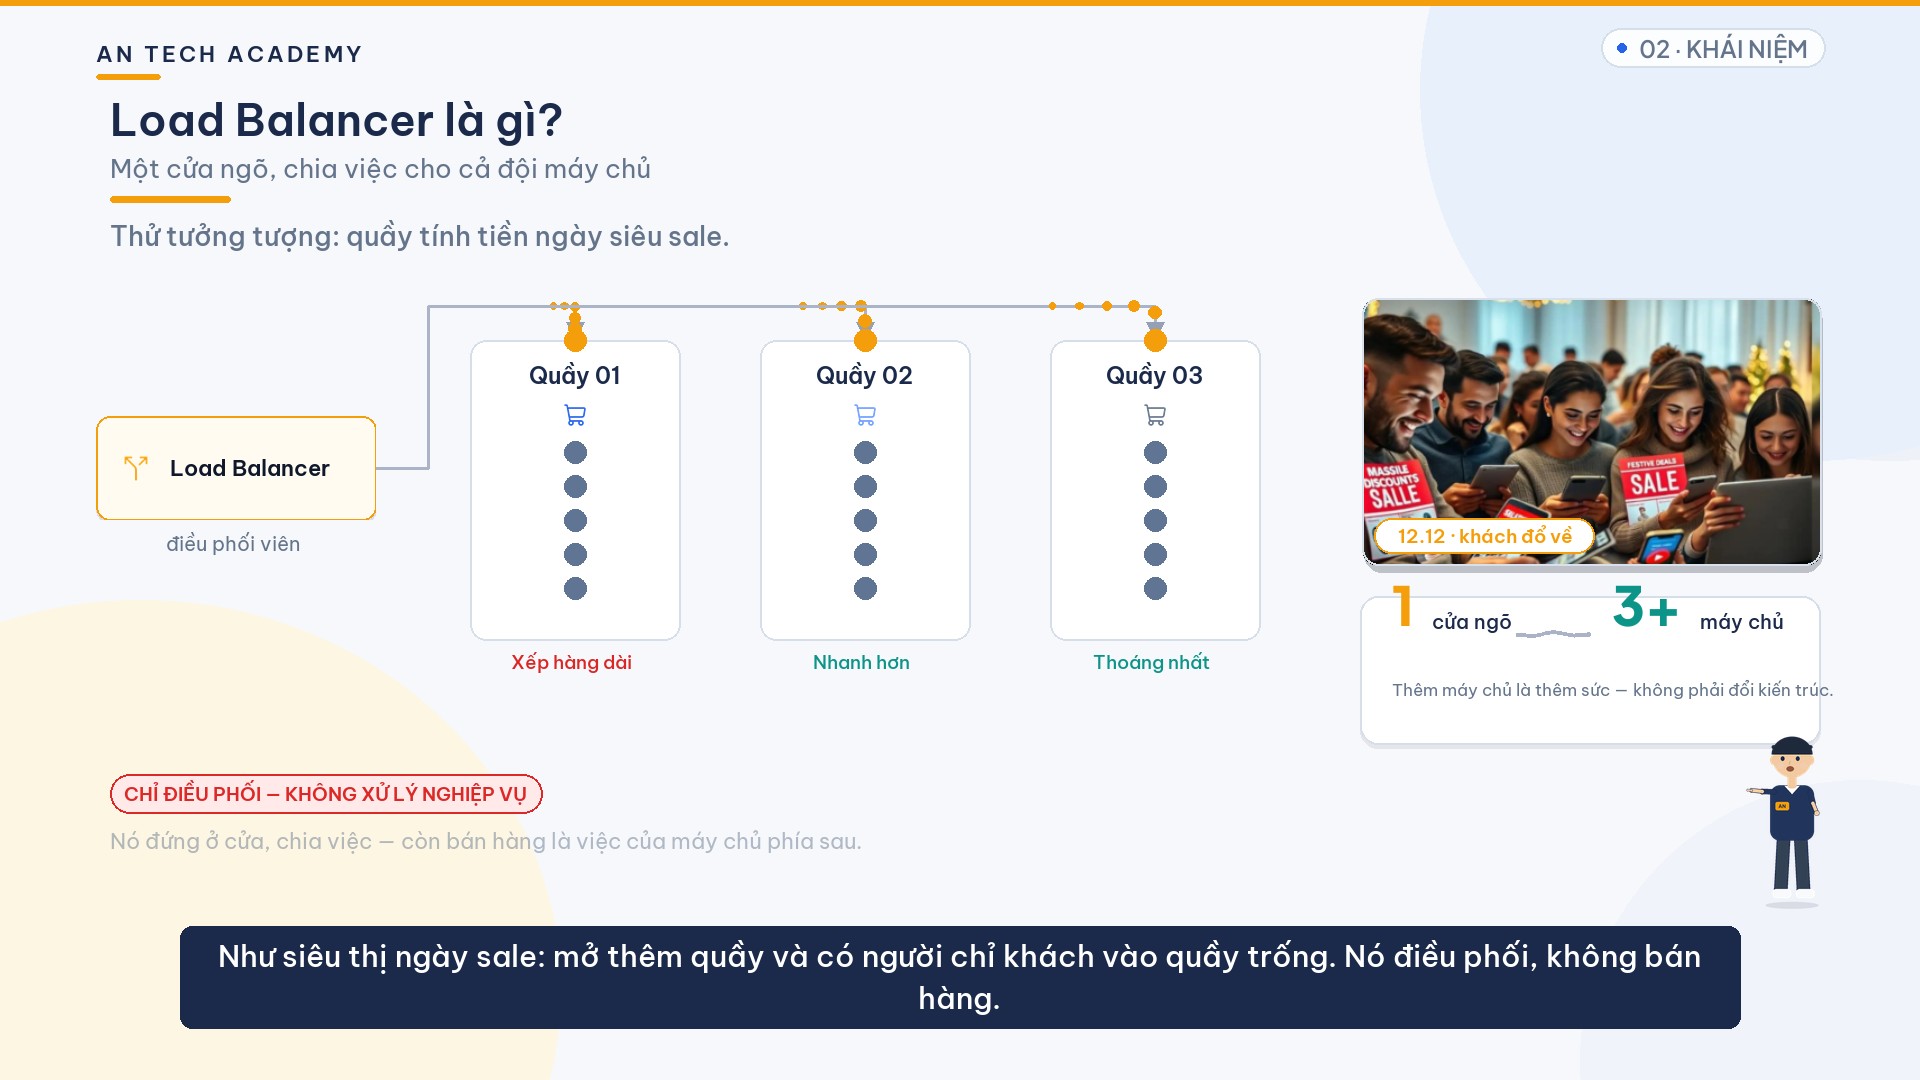 AN TECH ACADEMY
02 · KHÁI NIỆM
Load Balancer là gì?
Một cửa ngõ, chia việc cho cả đội máy chủ
Thử tưởng tượng: quầy tính tiền ngày siêu sale.
Quầy 01
Quầy 02
Quầy 03
Load Balancer
điều phối viên
Xếp hàng dài
Nhanh hơn
Thoáng nhất
MASSILE
DISCOUNTS
SALLE
FESTIVE DEALS
SALE
12.12 · khách đổ về
1 cửa ngõ 3+ máy chủ
Thêm máy chủ là thêm sức — không phải đổi kiến trúc.
AN
CHỈ ĐIỀU PHỐI — KHÔNG XỬ LÝ NGHIỆP VỤ
Nó đứng ở cửa, chia việc — còn bán hàng là việc của máy chủ phía sau.
Như siêu thị ngày sale: mở thêm quầy và có người chỉ khách vào quầy trống. Nó điều phối, không bán
hàng.